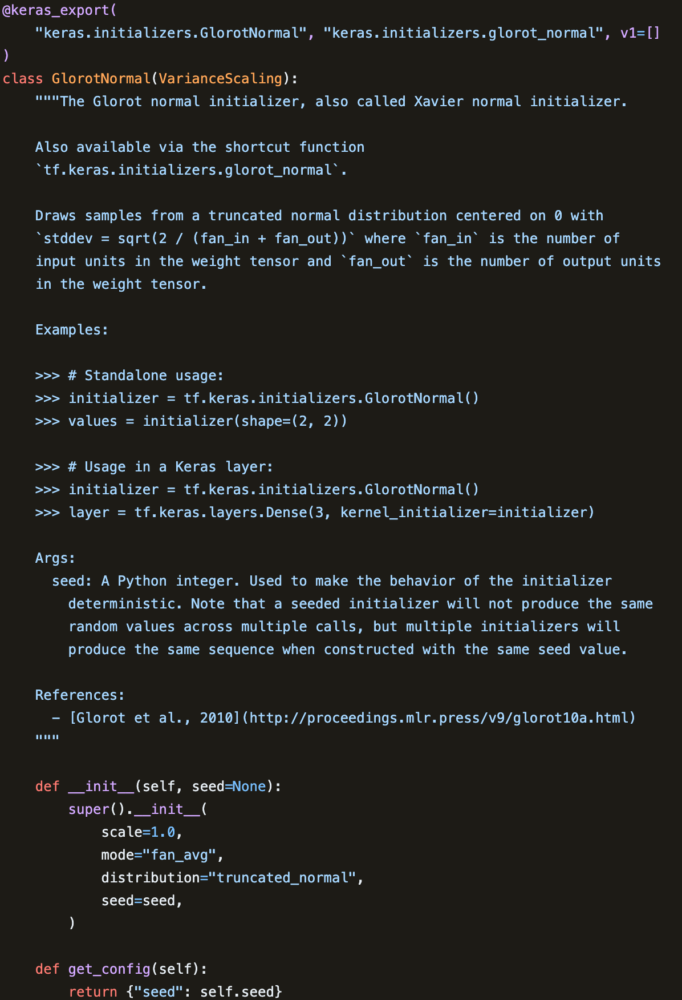 @keras_export(
    "keras.initializers.GlorotNormal", "keras.initializers.glorot_normal", v1=[]
)
class GlorotNormal(VarianceScaling):
    """The Glorot normal initializer, also called Xavier normal initializer.

    Also available via the shortcut function
    `tf.keras.initializers.glorot_normal`.

    Draws samples from a truncated normal distribution centered on 0 with
    `stddev = sqrt(2 / (fan_in + fan_out))` where `fan_in` is the number of
    input units in the weight tensor and `fan_out` is the number of output units
    in the weight tensor.

    Examples:

    >>> # Standalone usage:
    >>> initializer = tf.keras.initializers.GlorotNormal()
    >>> values = initializer(shape=(2, 2))

    >>> # Usage in a Keras layer:
    >>> initializer = tf.keras.initializers.GlorotNormal()
    >>> layer = tf.keras.layers.Dense(3, kernel_initializer=initializer)

    Args:
      seed: A Python integer. Used to make the behavior of the initializer
        deterministic. Note that a seeded initializer will not produce the same
        random values across multiple calls, but multiple initializers will
        produce the same sequence when constructed with the same seed value.

    References:
      - [Glorot et al., 2010](http://proceedings.mlr.press/v9/glorot10a.html)
    """

    def __init__(self, seed=None):
        super().__init__(
            scale=1.0,
            mode="fan_avg",
            distribution="truncated_normal",
            seed=seed,
        )

    def get_config(self):
        return {"seed": self.seed}